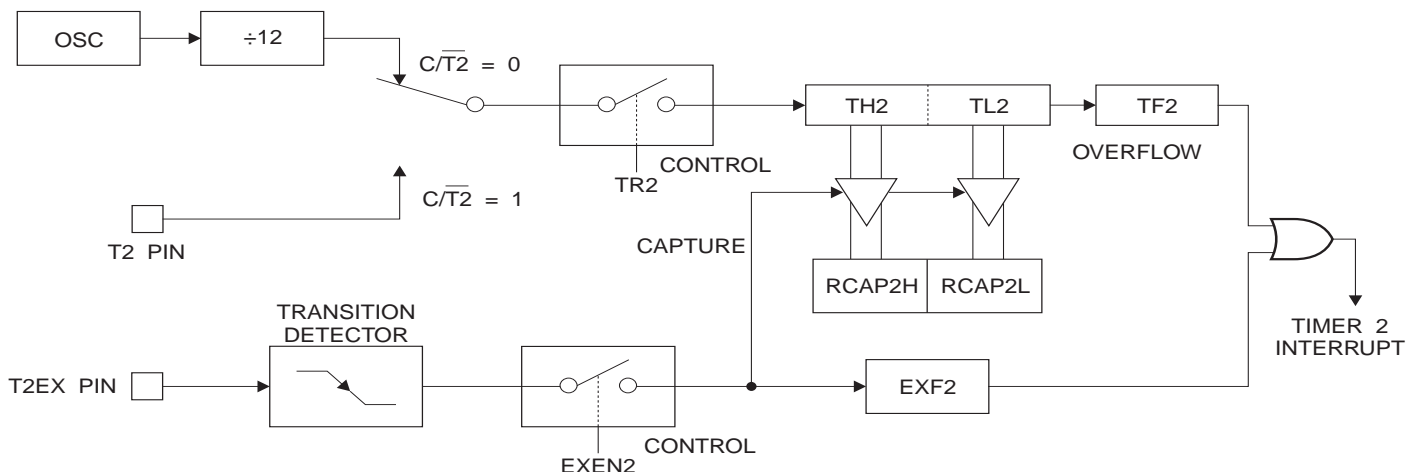 OSC
÷12
C/T2̅ = 0
TH2
TL2
TF2
OVERFLOW
CONTROL
TR2
C/T2̅ = 1
T2 PIN
CAPTURE
RCAP2H
RCAP2L
TRANSITION
DETECTOR
TIMER 2
INTERRUPT
T2EX PIN
EXF2
CONTROL
EXEN2